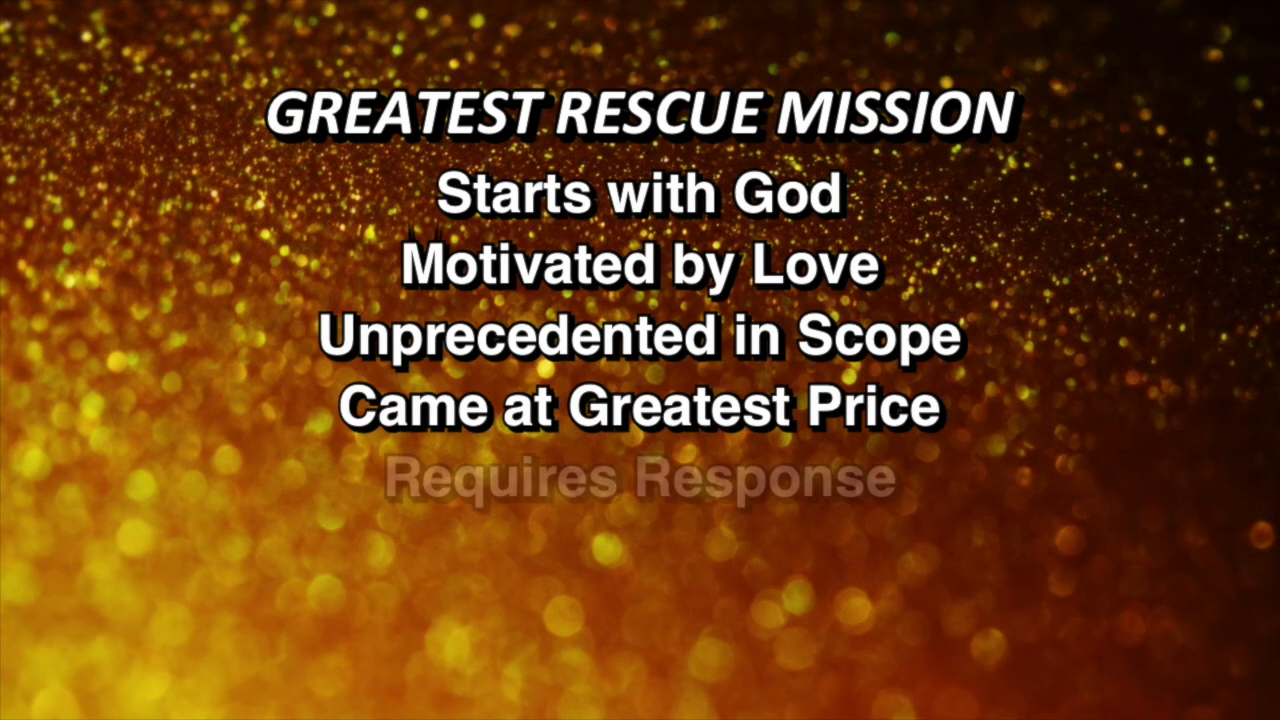 GREATEST RESCUE MISSION
Starts with God
Motivated by Love
Unprecedented in Scope
Came at Greatest Price
Requires Response